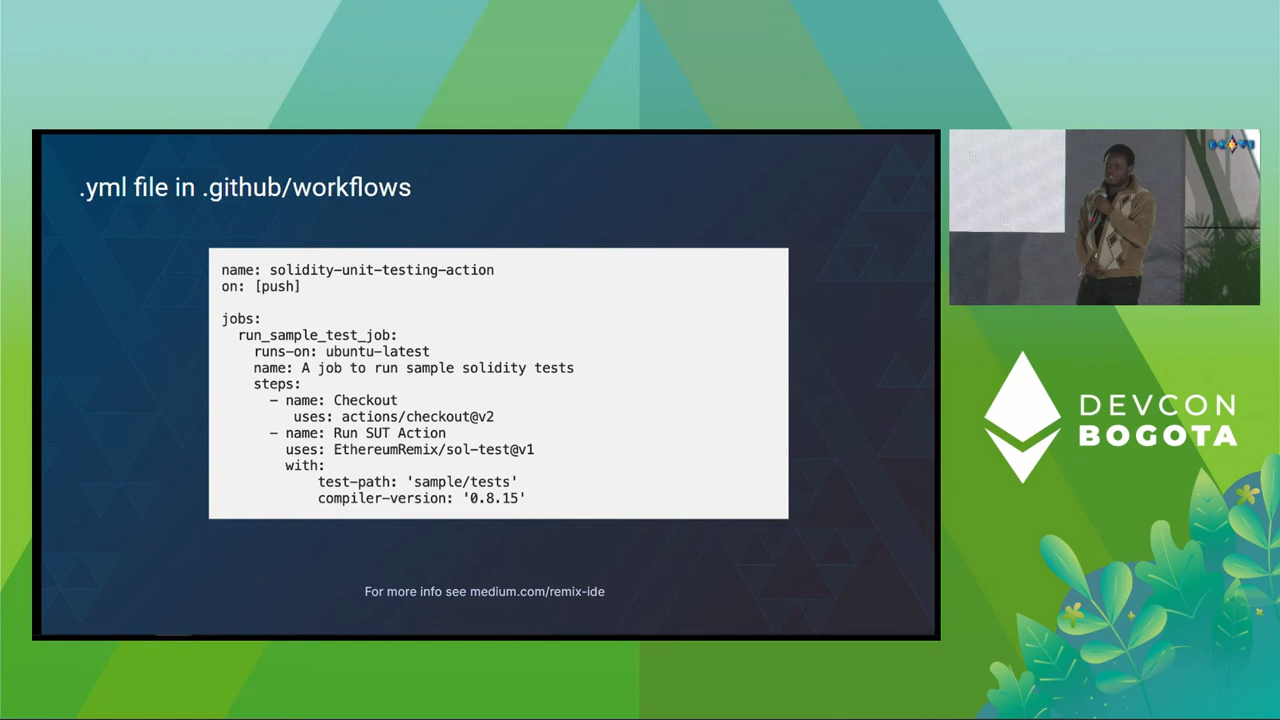 .yml file in .github/workflows
name: solidity-unit-testing-action
on: [push]
jobs:
run_sample_test_job:
runs-on: ubuntu-latest
name: A job to run sample solidity tests
steps:
- name: Checkout
uses: actions/checkout@v2
- name: Run SUT Action
uses: EthereumRemix/sol-test@v1
with:
test-path: 'sample/tests'
compiler-version: '0.8.15'
For more info see medium.com/remix-ide
DEVCON
BOGOTA